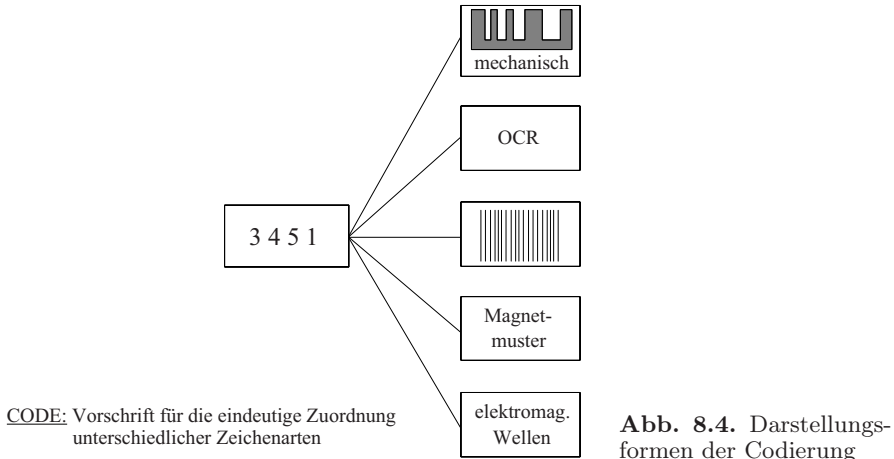 mechanisch
OCR
3 4 5 1
Magnet-
muster
elektromag.
Wellen
CODE: Vorschrift für die eindeutige Zuordnung
unterschiedlicher Zeichenarten
Abb. 8.4. Darstellungs-
formen der Codierung